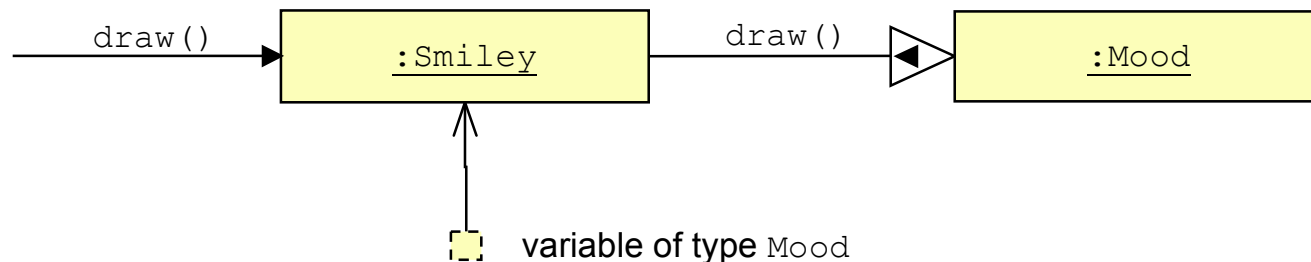 draw()
:Smiley
draw()
:Mood
variable of type Mood